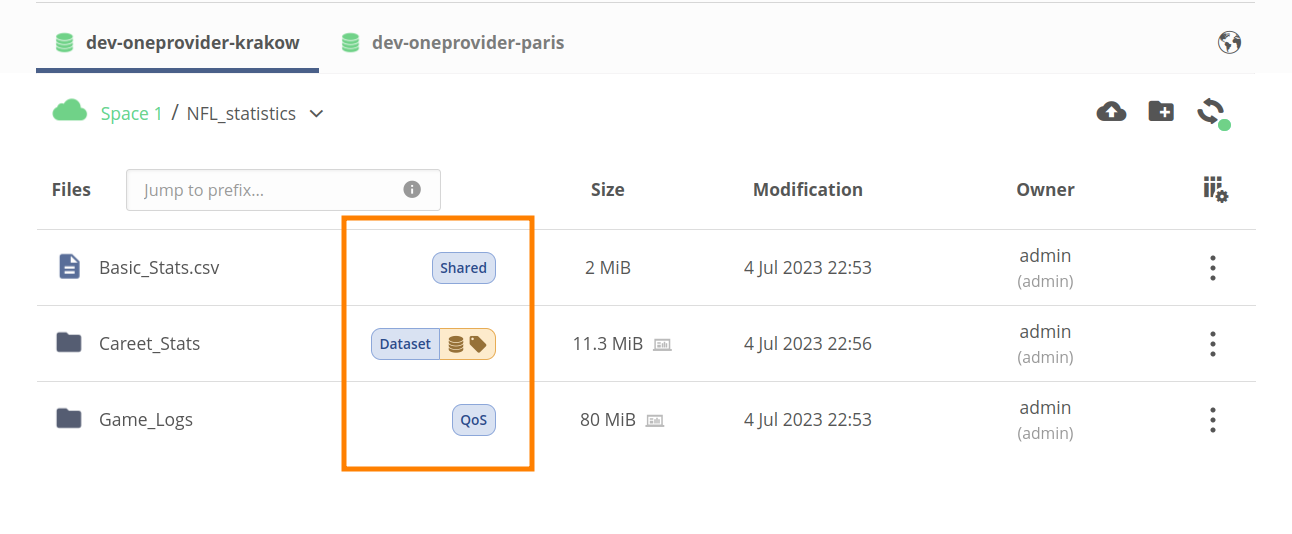 dev-oneprovider-krakow dev-oneprovider-paris
Space 1 / NFL_statistics
Files Jump to prefix... Size Modification Owner
Basic_Stats.csv Shared 2 MiB 4 Jul 2023 22:53 admin
(admin)
Careet_Stats Dataset 11.3 MiB 4 Jul 2023 22:56 admin
(admin)
Game_Logs QoS 80 MiB 4 Jul 2023 22:53 admin
(admin)